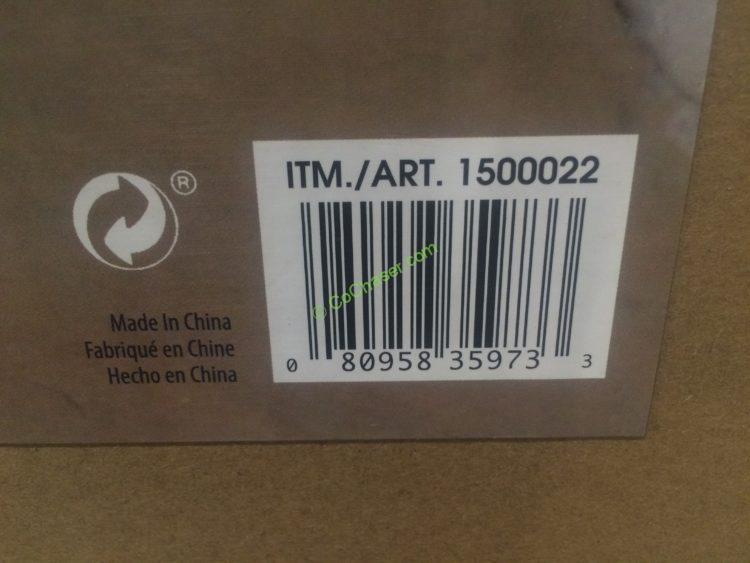 ITM./ART. 1500022
®
© CoChaser.com
Made In China
Fabriqué en Chine
Hecho en China
0 80958 35973 3